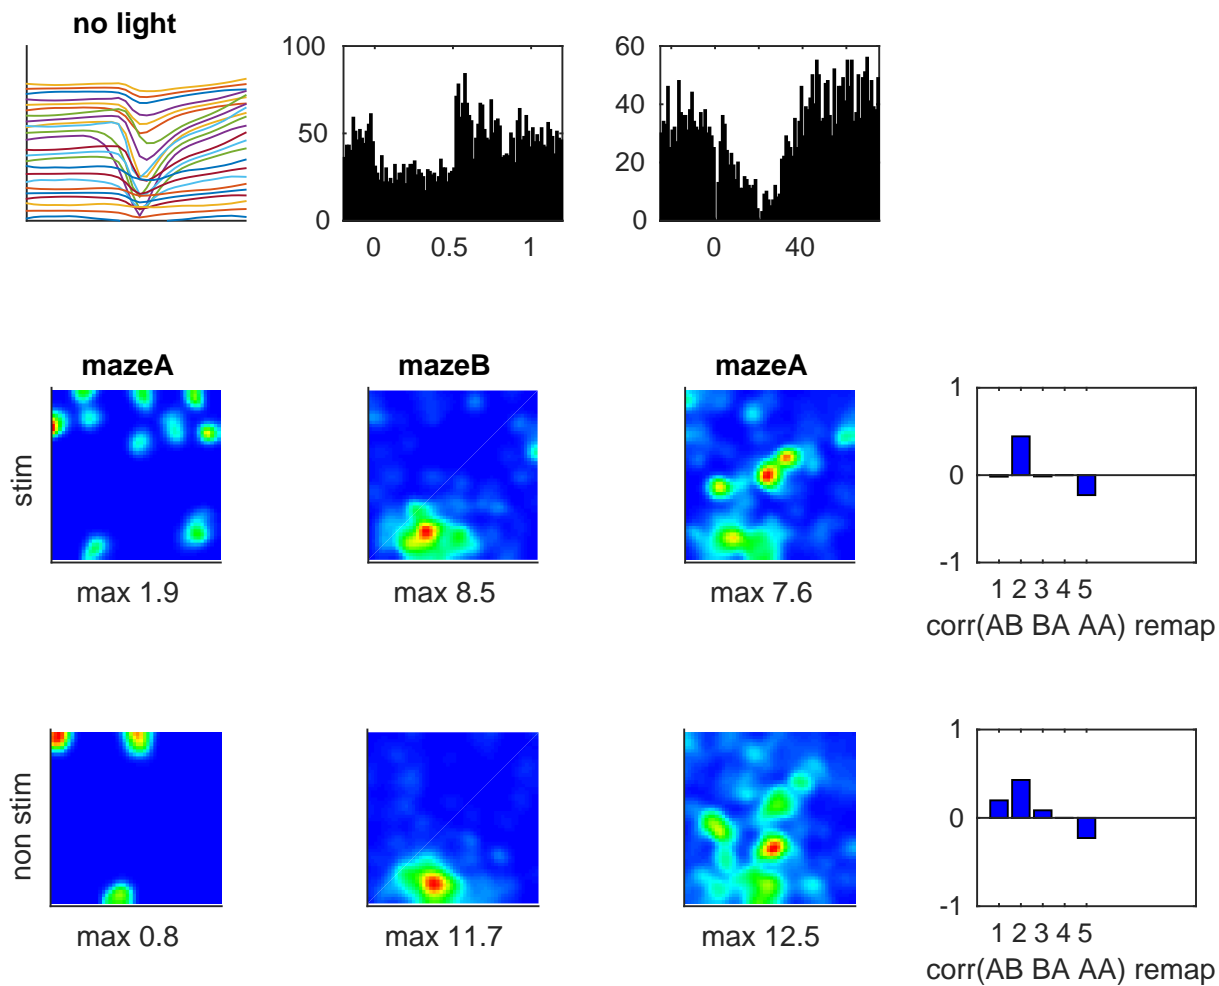 no light
100
50
0
0 0.5 1
60
40
20
0
0 40
mazeA mazeB mazeA
stim
max 1.9 max 8.5 max 7.6
1
0
-1
1 2 3 4 5
corr(AB BA AA) remap
non stim
max 0.8 max 11.7 max 12.5
1
0
-1
1 2 3 4 5
corr(AB BA AA) remap